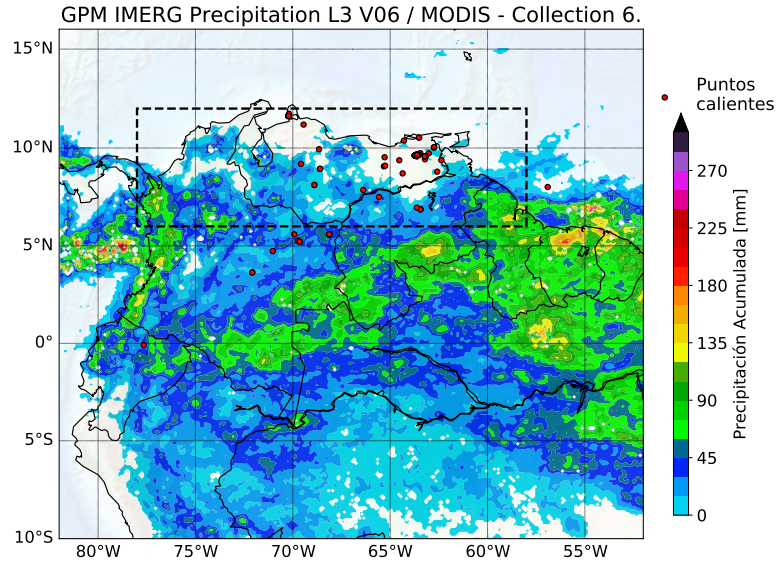 GPM IMERG Precipitation L3 V06 / MODIS - Collection 6.
15°N
10°N
5°N
0°
5°S
10°S
80°W
75°W
70°W
65°W
60°W
55°W
Puntos
calientes
270
225
180
135
90
45
0
Precipitación Acumulada [mm]